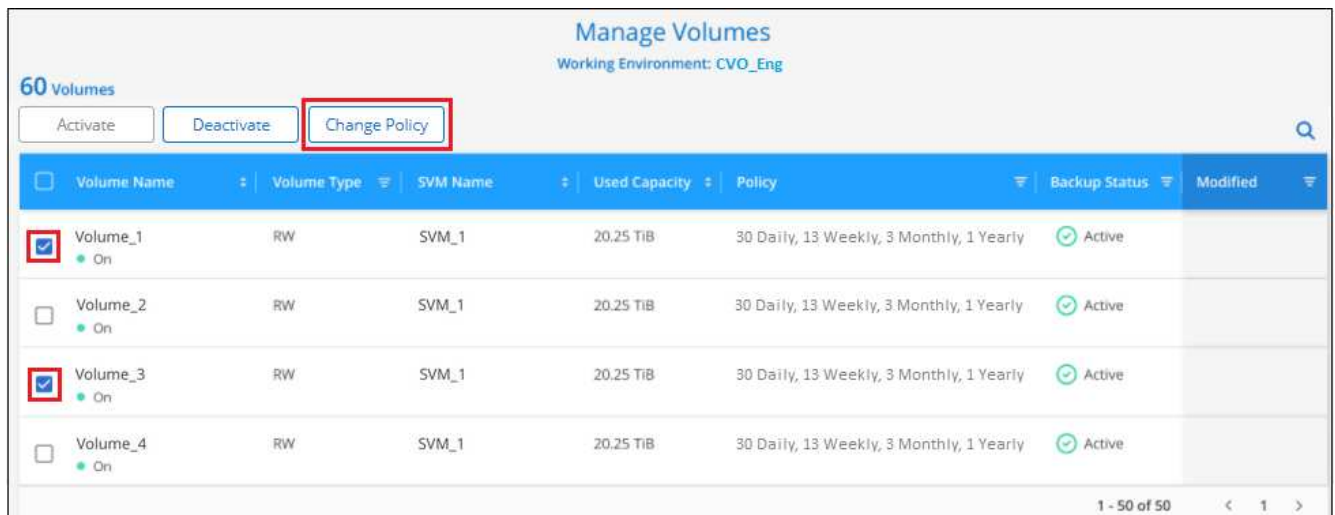 Manage Volumes
Working Environment: CVO_Eng
60 Volumes
Activate Deactivate Change Policy
Volume Name Volume Type SVM Name Used Capacity Policy Backup Status Modified
Volume_1 RW SVM_1 20.25 TiB 30 Daily, 13 Weekly, 3 Monthly, 1 Yearly Active
On
Volume_2 RW SVM_1 20.25 TiB 30 Daily, 13 Weekly, 3 Monthly, 1 Yearly Active
On
Volume_3 RW SVM_1 20.25 TiB 30 Daily, 13 Weekly, 3 Monthly, 1 Yearly Active
On
Volume_4 RW SVM_1 20.25 TiB 30 Daily, 13 Weekly, 3 Monthly, 1 Yearly Active
On
1 - 50 of 50 < 1 >